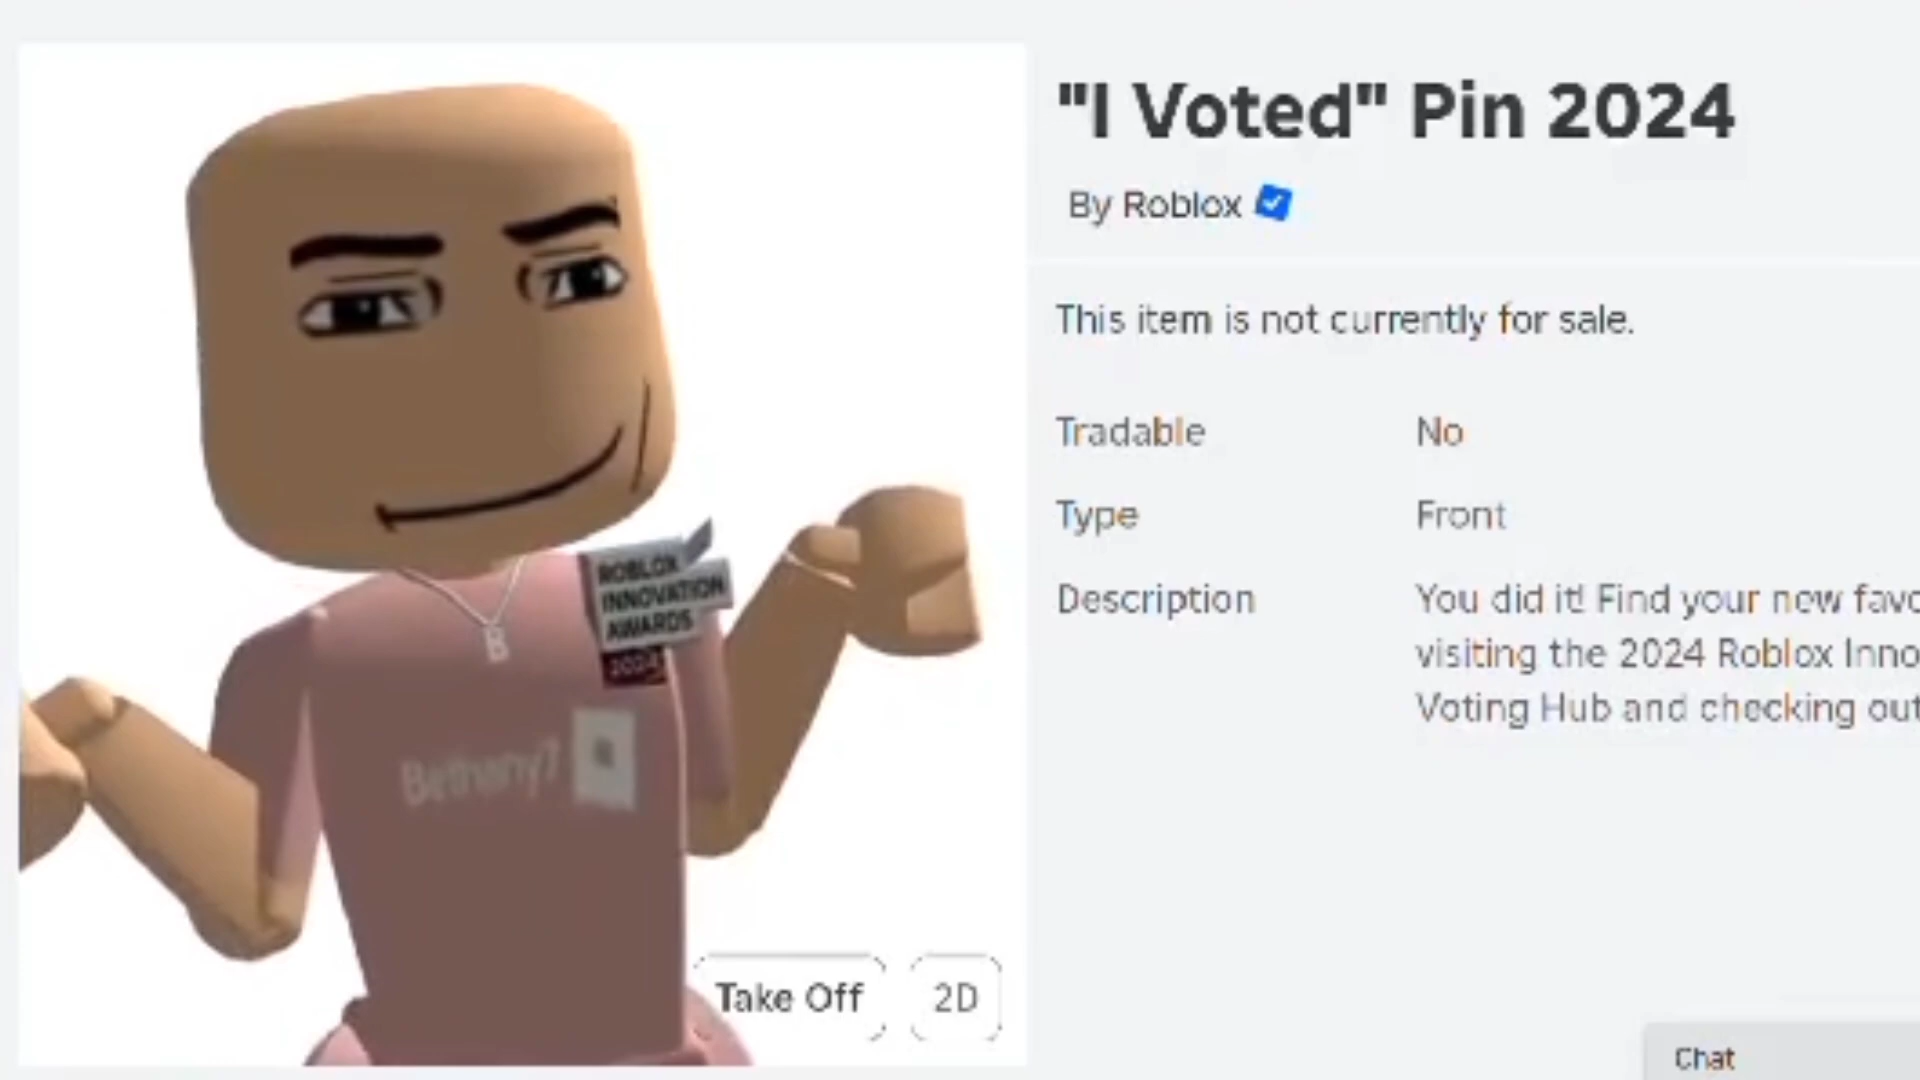 "I Voted" Pin 2024
By Roblox
This item is not currently for sale.
Tradable No
Type Front
Description You did it! Find your new favo
visiting the 2024 Roblox Inno
Voting Hub and checking out
ROBLOX
INNOVATION
AWARDS
2024
B
Bethany7
Take Off
2D
Chat